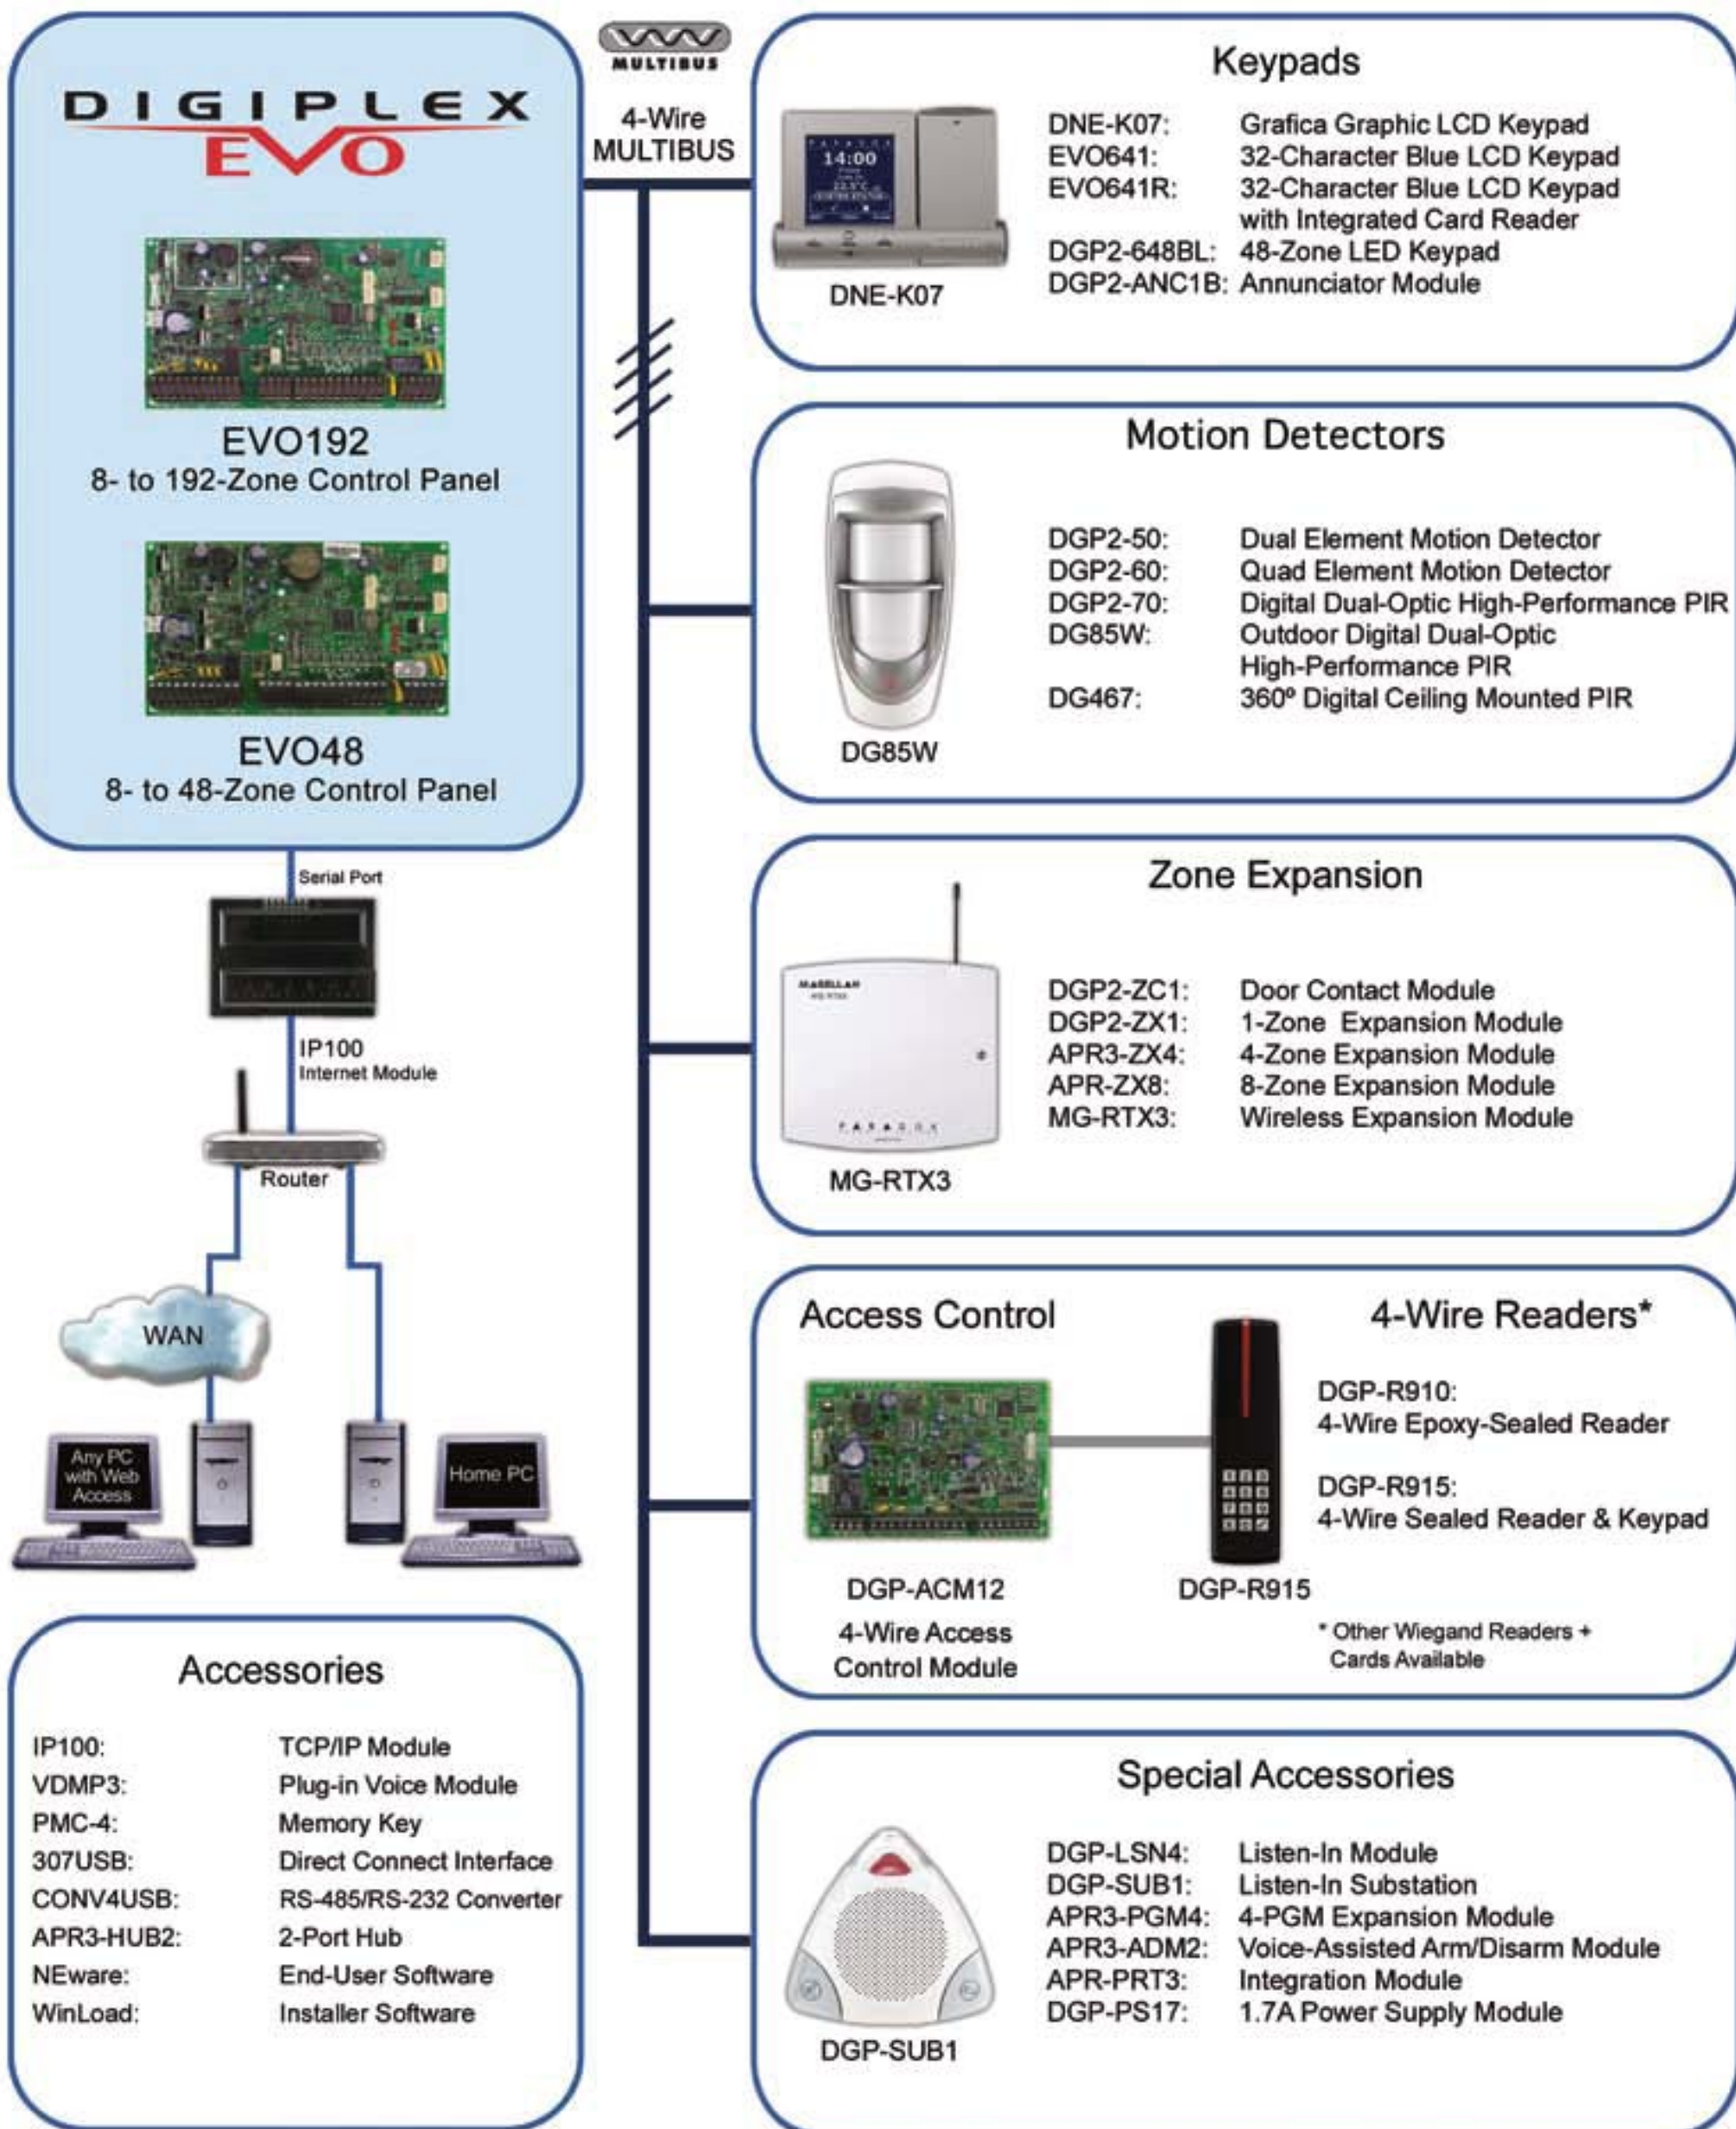 DIGIPLEX
EVO
EVO192
8- to 192-Zone Control Panel
EVO48
8- to 48-Zone Control Panel
MULTIBUS
4-Wire
MULTIBUS
Keypads
DNE-K07
DNE-K07: Grafica Graphic LCD Keypad
EVO641: 32-Character Blue LCD Keypad
EVO641R: 32-Character Blue LCD Keypad
with Integrated Card Reader
DGP2-648BL: 48-Zone LED Keypad
DGP2-ANC1B: Annunciator Module
PARADOX
14:00
Motion Detectors
DG85W
DGP2-50: Dual Element Motion Detector
DGP2-60: Quad Element Motion Detector
DGP2-70: Digital Dual-Optic High-Performance PIR
DG85W: Outdoor Digital Dual-Optic
High-Performance PIR
DG467: 360º Digital Ceiling Mounted PIR
Serial Port
IP100
Internet Module
Router
WAN
Any PC
with Web
Access
Home PC
Zone Expansion
MAGELLAN
MG-RTX3
PARADOX
MG-RTX3
DGP2-ZC1: Door Contact Module
DGP2-ZX1: 1-Zone Expansion Module
APR3-ZX4: 4-Zone Expansion Module
APR-ZX8: 8-Zone Expansion Module
MG-RTX3: Wireless Expansion Module
Access Control
DGP-ACM12
4-Wire Access
Control Module
4-Wire Readers*
DGP-R910:
4-Wire Epoxy-Sealed Reader
DGP-R915:
4-Wire Sealed Reader & Keypad
DGP-R915
* Other Wiegand Readers +
Cards Available
Accessories
IP100: TCP/IP Module
VDMP3: Plug-in Voice Module
PMC-4: Memory Key
307USB: Direct Connect Interface
CONV4USB: RS-485/RS-232 Converter
APR3-HUB2: 2-Port Hub
NEware: End-User Software
WinLoad: Installer Software
Special Accessories
DGP-SUB1
DGP-LSN4: Listen-In Module
DGP-SUB1: Listen-In Substation
APR3-PGM4: 4-PGM Expansion Module
APR3-ADM2: Voice-Assisted Arm/Disarm Module
APR-PRT3: Integration Module
DGP-PS17: 1.7A Power Supply Module